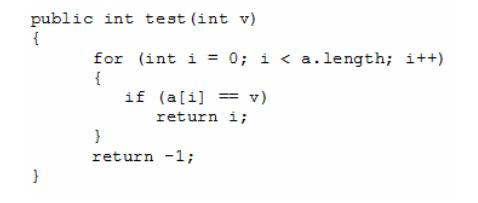 public int test(int v)
{
for (int i = 0; i < a.length; i++)
{
if (a[i] == v)
return i;
}
return -1;
}